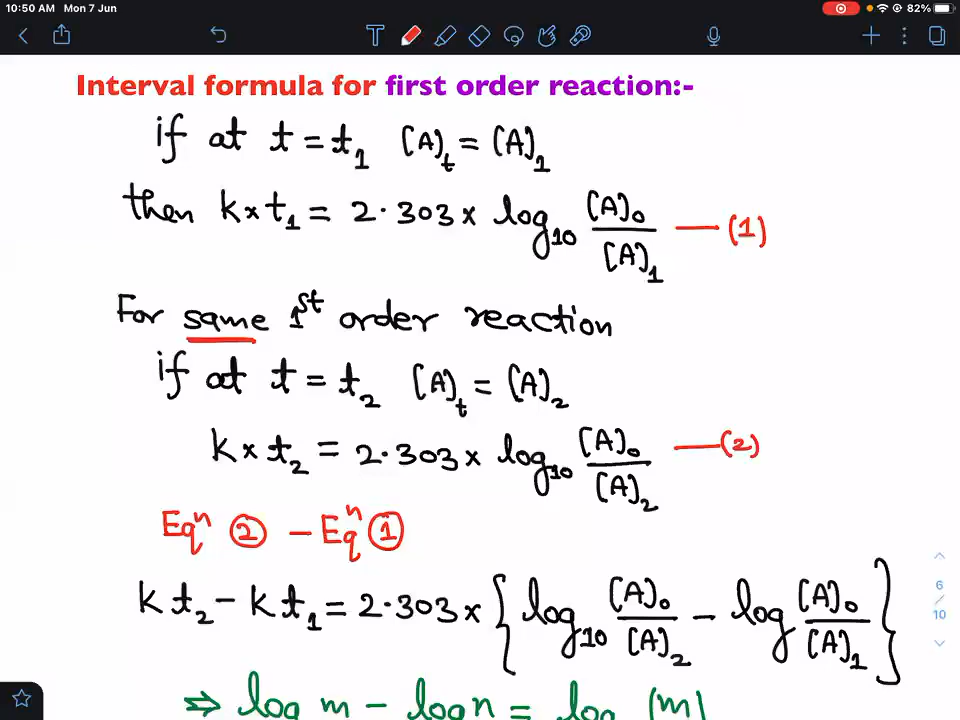 10:50 AM Mon 7 Jun 82%
Interval formula for first order reaction:-
if at t = t₁ [A]ₜ = [A]₁
then k × t₁ = 2.303 × log₁₀ [A]₀/[A]₁ — (1)
For same 1st order reaction
if at t = t₂ [A]ₜ = [A]₂
k × t₂ = 2.303 × log₁₀ [A]₀/[A]₂ — (2)
Eqⁿ ② – Eqⁿ ①
kt₂ – kt₁ = 2.303 × { log₁₀ [A]₀/[A]₂ – log [A]₀/[A]₁ }
6/10
⇒ log m – log n = log (m)